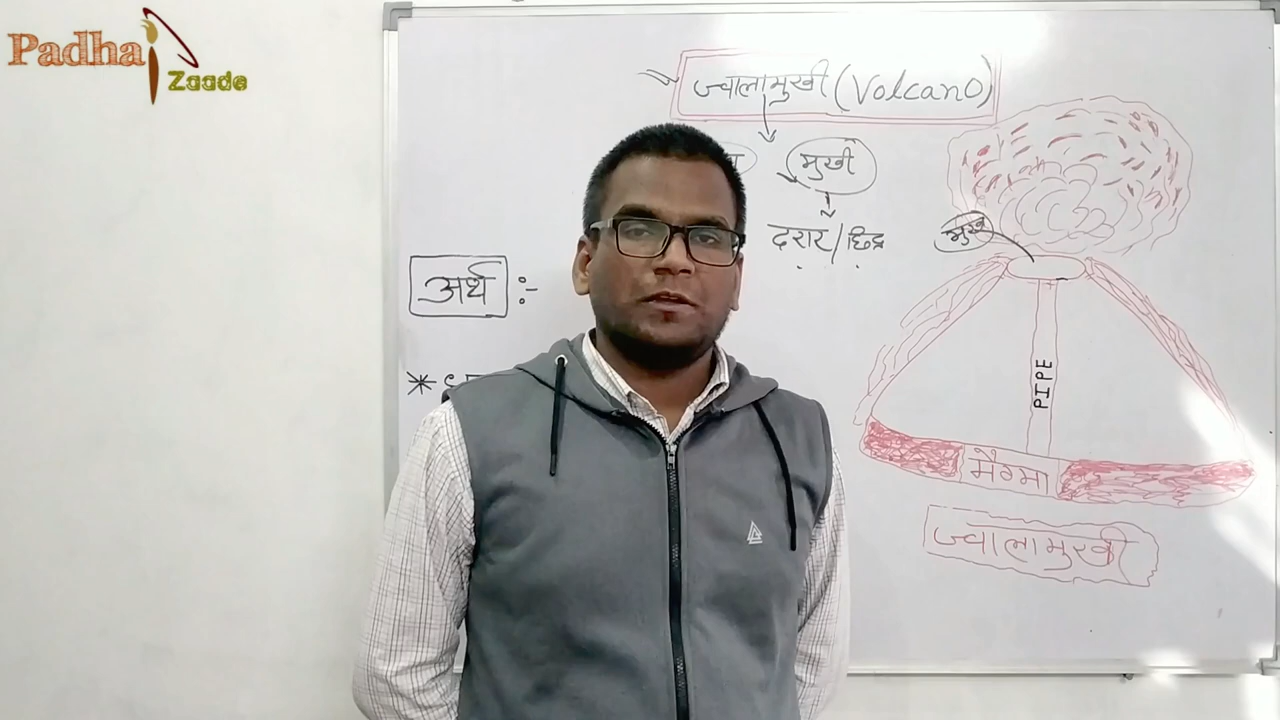 Padhai
Zaade
ज्वालामुखी (Volcano)
मुखी
दरार/छिद्र
मुख
अर्थ :-
PIPE
मैग्मा
ज्वालामुखी